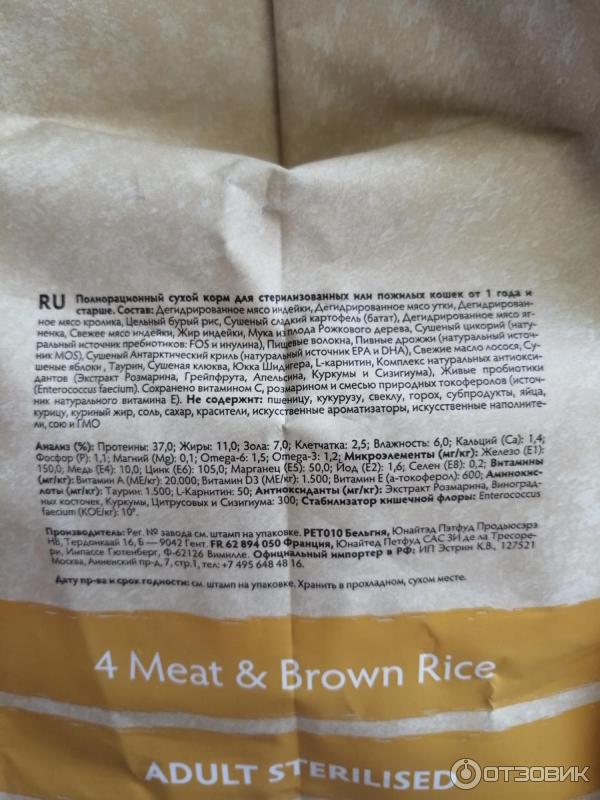 RU Полнорационный сухой корм для стерилизованных или пожилых кошек от 1 года и
старше. Состав: Дегидрированное мясо индейки, Дегидрированное мясо утки, Дегидрирован-
ное мясо кролика, Цельный бурый рис, Сушеный сладкий картофель (батат), Дегидрированное мясо яг-
ненка, Свежее мясо индейки, Жир индейки, Мука из плода Рожкового дерева, Сушеный цикорий (нату-
ральный источник пребиотиков: FOS и инулина), Пищевые волокна, Пивные дрожжи (натуральный источ-
ник MOS), Сушеный Антарктический криль (натуральный источник EPA и DHA), Свежие масло лосося, Су-
шеные яблоки , Таурин, Сушеная клюква, Юкка Шидигера, L-карнитин, Комплекс натуральных антиокси-
дантов (Экстракт Розмарина, Грейпфрута, Апельсина, Куркумы и Сизигиума), Живые пробиотики
(Enterococcus faecium). Сохранено витамином С, розмарином и смесью природных токоферолов (источ-
ник натурального витамина Е). Не содержит: пшеницу, кукурузу, свеклу, горох, субпродукты, яйца,
курицу, куриный жир, соль, сахар, красители, искусственные ароматизаторы, искусственные наполните-
ли, сою и ГМО
Анализ (%): Протеины: 37,0; Жиры: 11,0; Зола: 7,0; Клетчатка: 2,5; Влажность: 6,0; Кальций (Ca): 1,4;
Фосфор (P): 1,1; Магний (Mg): 0,1; Omega-6: 1,5; Omega-3: 1,2; Микроэлементы (мг/кг): Железо (E1):
150,0; Медь (E4): 10,0; Цинк (E6): 105,0; Марганец (E5): 50,0; Йод (E2): 1,6; Селен (E8): 0,2; Витамины
(МЕ/кг): Витамин А (МЕ/кг): 20.000; Витамин D3 (МЕ/кг): 1.500; Витамин Е (а-токоферол): 600; Аминокис-
лоты (мг/кг): Таурин: 1.500; L-Карнитин: 50; Антиоксиданты (мг/кг): Экстракт Розмарина, Виноград-
ных косточек, Куркумы, Цитрусовых и Сизигиума: 300; Стабилизатор кишечной флоры: Enterococcus
faecium (КОЕ/кг): 10⁹.
Производитель: Рег. № завода см. штамп на упаковке. PET010 Бельгия, Юнайтэд Пэтфуд Продьюсэрз
НВ, Тердонкаай 16, Б – 9042 Гент. FR 62 894 050 Франция, Юнайтед Петфуд САС ЗИ де ла Тресоре-
ри, Импассе Гютенберг, Ф-62126 Вимилле. Официальный импортер в РФ: ИП Эстрин К.В., 127521
Москва, Анненский пр-д, 7, стр.1, тел.: +7 495 648 48 16.
Дату пр-ва и срок годности: см. штамп на упаковке. Хранить в прохладном, сухом месте.
4 Meat & Brown Rice
ADULT STERILISED
ОТЗОВИК